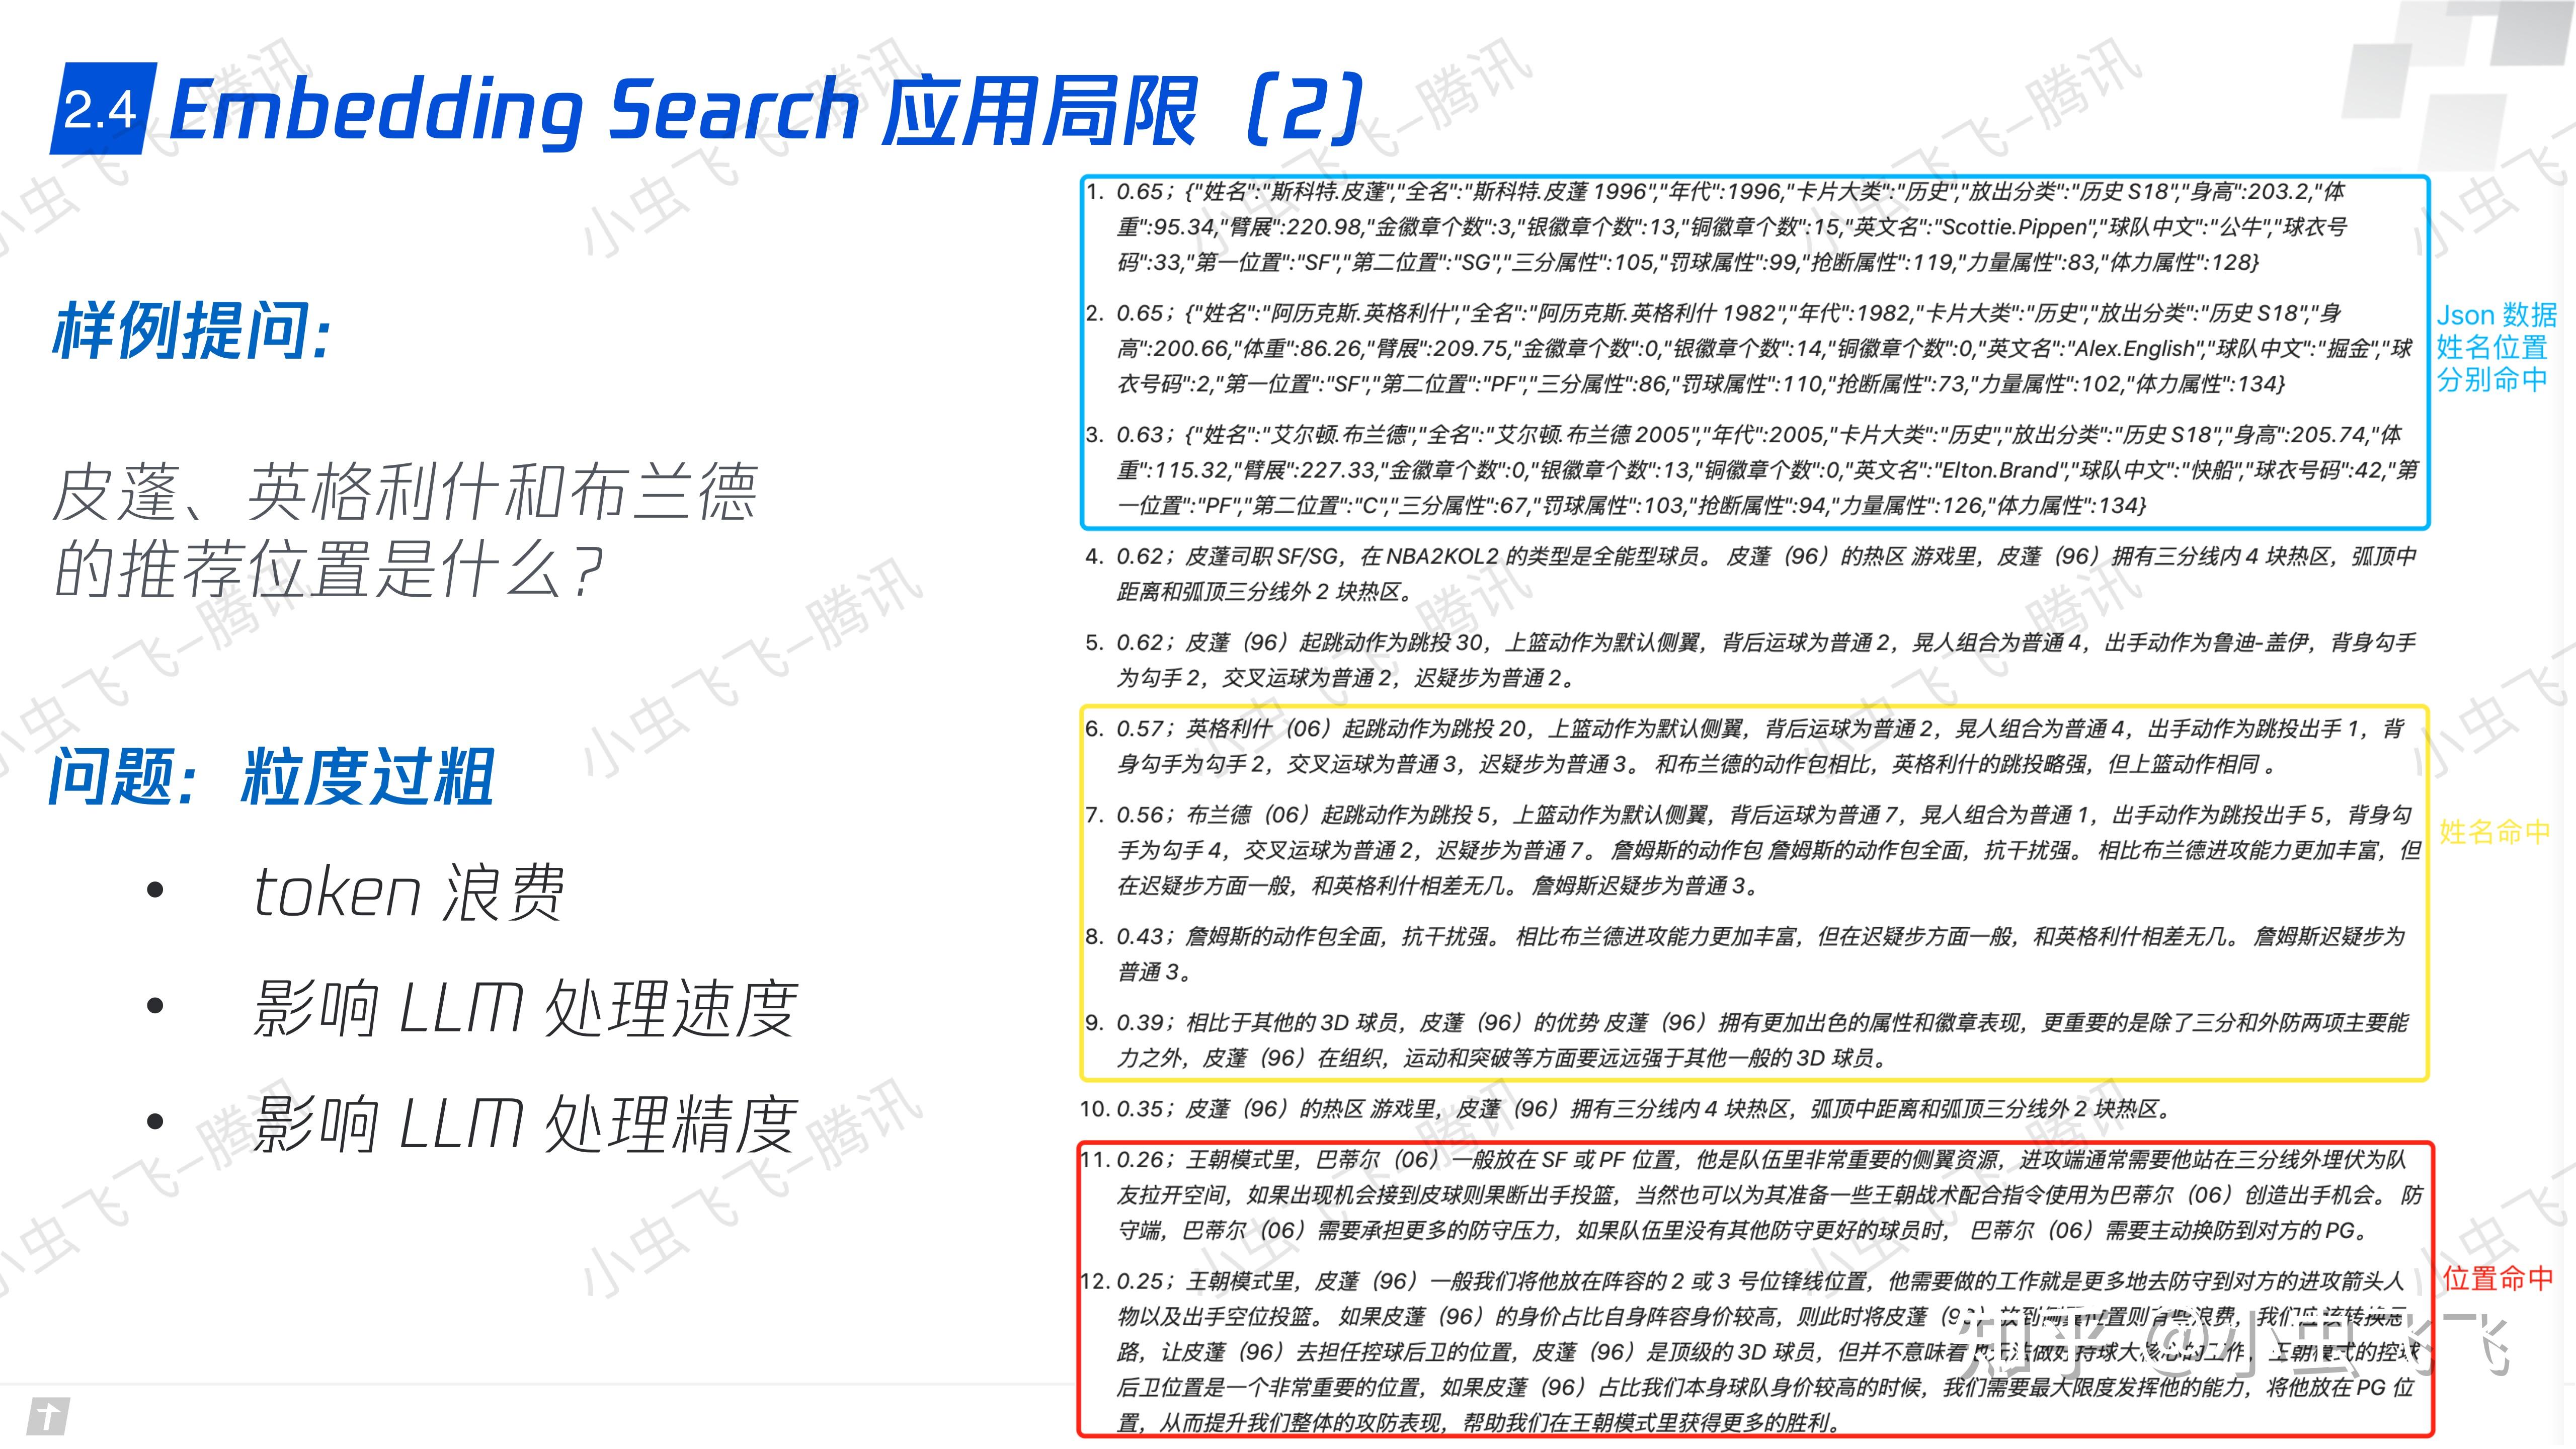 2.4 Embedding Search 应用局限（2）
样例提问：
皮蓬、英格利什和布兰德
的推荐位置是什么？
问题：粒度过粗
• token 浪费
• 影响 LLM 处理速度
• 影响 LLM 处理精度
1. 0.65；{"姓名":"斯科特.皮蓬","全名":"斯科特.皮蓬 1996","年代":1996,"卡片大类":"历史","放出分类":"历史 S18","身高":203.2,"体
重":95.34,"臂展":220.98,"金徽章个数":3,"银徽章个数":13,"铜徽章个数":15,"英文名":"Scottie.Pippen","球队中文":"公牛","球衣号
码":33,"第一位置":"SF","第二位置":"SG","三分属性":105,"罚球属性":99,"抢断属性":119,"力量属性":83,"体力属性":128}
2. 0.65；{"姓名":"阿历克斯.英格利什","全名":"阿历克斯.英格利什 1982","年代":1982,"卡片大类":"历史","放出分类":"历史 S18","身
高":200.66,"体重":86.26,"臂展":209.75,"金徽章个数":0,"银徽章个数":14,"铜徽章个数":0,"英文名":"Alex.English","球队中文":"掘金","球
衣号码":2,"第一位置":"SF","第二位置":"PF","三分属性":86,"罚球属性":110,"抢断属性":73,"力量属性":102,"体力属性":134}
3. 0.63；{"姓名":"艾尔顿.布兰德","全名":"艾尔顿.布兰德 2005","年代":2005,"卡片大类":"历史","放出分类":"历史 S18","身高":205.74,"体
重":115.32,"臂展":227.33,"金徽章个数":0,"银徽章个数":13,"铜徽章个数":0,"英文名":"Elton.Brand","球队中文":"快船","球衣号码":42,"第
一位置":"PF","第二位置":"C","三分属性":67,"罚球属性":103,"抢断属性":94,"力量属性":126,"体力属性":134}
Json 数据
姓名位置
分别命中
4. 0.62；皮蓬司职 SF/SG，在 NBA2KOL2 的类型是全能型球员。 皮蓬（96）的热区 游戏里，皮蓬（96）拥有三分线内 4 块热区，弧顶中
距离和弧顶三分线外 2 块热区。
5. 0.62；皮蓬（96）起跳动作为跳投 30，上篮动作为默认侧翼，背后运球为普通 2，晃人组合为普通 4，出手动作为鲁迪-盖伊，背身勾手
为勾手 2，交叉运球为普通 2，迟疑步为普通 2。
6. 0.57；英格利什（06）起跳动作为跳投 20，上篮动作为默认侧翼，背后运球为普通 2，晃人组合为普通 4，出手动作为跳投出手 1，背
身勾手为勾手 2，交叉运球为普通 3，迟疑步为普通 3。 和布兰德的动作包相比，英格利什的跳投略强，但上篮动作相同 。
7. 0.56；布兰德（06）起跳动作为跳投 5，上篮动作为默认侧翼，背后运球为普通 7，晃人组合为普通 1，出手动作为跳投出手 5，背身勾
手为勾手 4，交叉运球为普通 2，迟疑步为普通 7。 詹姆斯的动作包 詹姆斯的动作包全面，抗干扰强。 相比布兰德进攻能力更加丰富，但
在迟疑步方面一般，和英格利什相差无几。 詹姆斯迟疑步为普通 3。
8. 0.43；詹姆斯的动作包全面，抗干扰强。 相比布兰德进攻能力更加丰富，但在迟疑步方面一般，和英格利什相差无几。 詹姆斯迟疑步为
普通 3。
9. 0.39；相比于其他的 3D 球员，皮蓬（96）的优势 皮蓬（96）拥有更加出色的属性和徽章表现，更重要的是除了三分和外防两项主要能
力之外，皮蓬（96）在组织，运动和突破等方面要远远强于其他一般的 3D 球员。
姓名命中
10. 0.35；皮蓬（96）的热区 游戏里，皮蓬（96）拥有三分线内 4 块热区，弧顶中距离和弧顶三分线外 2 块热区。
11. 0.26；王朝模式里，巴蒂尔（06）一般放在 SF 或 PF 位置，他是队伍里非常重要的侧翼资源，进攻端通常需要他站在三分线外埋伏为队
友拉开空间，如果出现机会接到皮球则果断出手投篮，当然也可以为其准备一些王朝战术配合指令使用为巴蒂尔（06）创造出手机会。 防
守端，巴蒂尔（06）需要承担更多的防守压力，如果队伍里没有其他防守更好的球员时， 巴蒂尔（06）需要主动换防到对方的 PG。
12. 0.25；王朝模式里，皮蓬（96）一般我们将他放在阵容的 2 或 3 号位锋线位置，他需要做的工作就是更多地去防守到对方的进攻箭头人
物以及出手空位投篮。 如果皮蓬（96）的身价占比自身阵容身价较高，则此时将皮蓬（96）放到侧翼位置则有些浪费，我们应该转换思
路，让皮蓬（96）去担任控球后卫的位置，皮蓬（96）是顶级的 3D 球员，但并不意味着 做好持球大核心的工作，王朝模式的控球
后卫位置是一个非常重要的位置，如果皮蓬（96）占比我们本身球队身价较高的时候，我们需要最大限度发挥他的能力，将他放在 PG 位
置，从而提升我们整体的攻防表现，帮助我们在王朝模式里获得更多的胜利。
位置命中
知乎 @小虫飞飞
小虫飞飞-腾讯